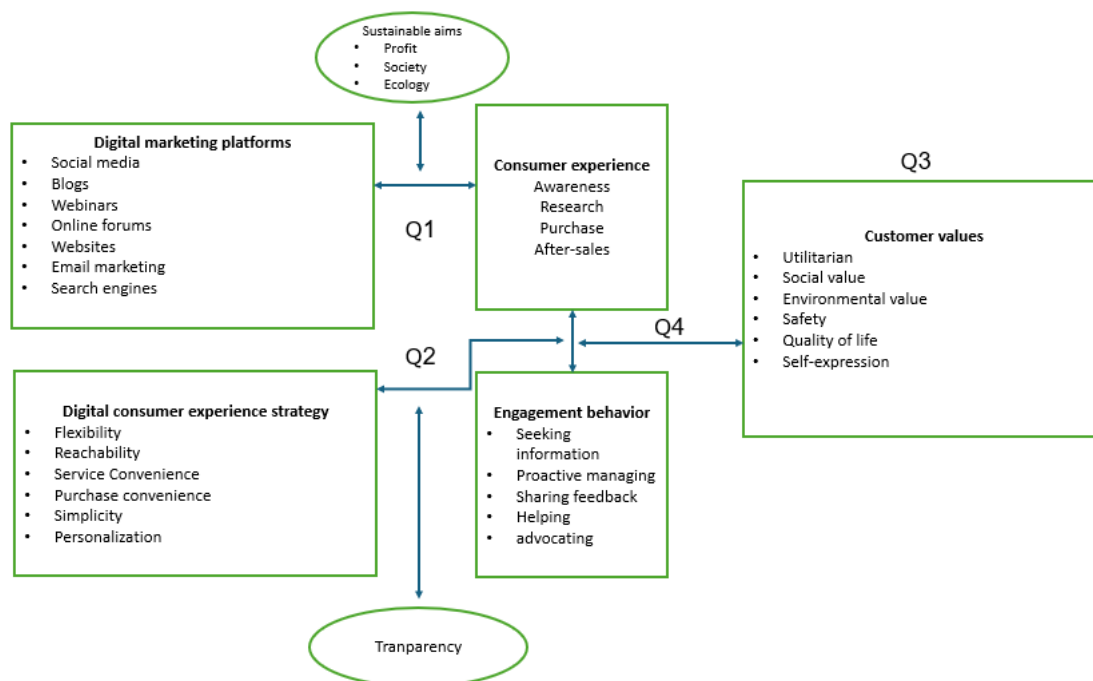 Sustainable aims
• Profit
• Society
• Ecology
Digital marketing platforms
• Social media
• Blogs
• Webinars
• Online forums
• Websites
• Email marketing
• Search engines
Q1
Consumer experience
Awareness
Research
Purchase
After-sales
Q3
Customer values
• Utilitarian
• Social value
• Environmental value
• Safety
• Quality of life
• Self-expression
Q2
Q4
Digital consumer experience strategy
• Flexibility
• Reachability
• Service Convenience
• Purchase convenience
• Simplicity
• Personalization
Engagement behavior
• Seeking
information
• Proactive managing
• Sharing feedback
• Helping
• advocating
Tranparency